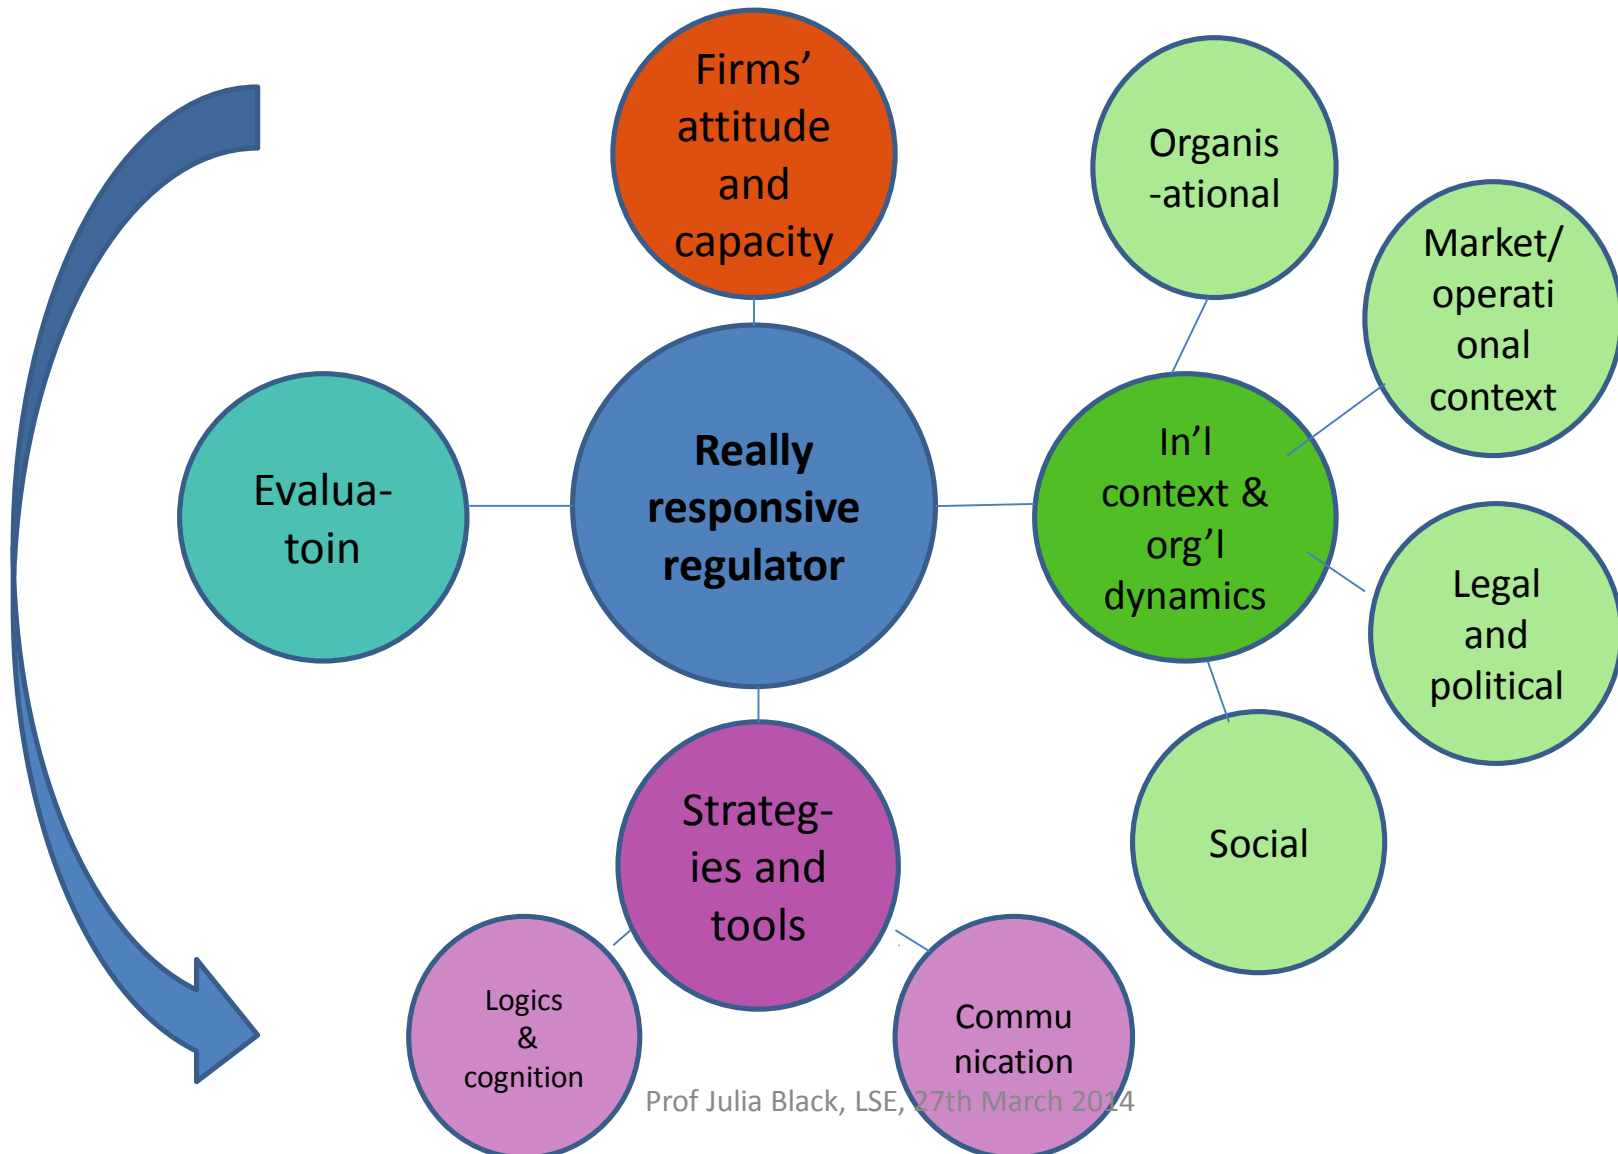 Firms’
attitude
and
capacity
Organis
-ational
Market/
operati
onal
context
Evalua-
toin
Really
responsive
regulator
In’l
context &
org’l
dynamics
Legal
and
political
Strateg-
ies and
tools
Social
Logics
&
cognition
Commu
nication
Prof Julia Black, LSE, 27th March 2014